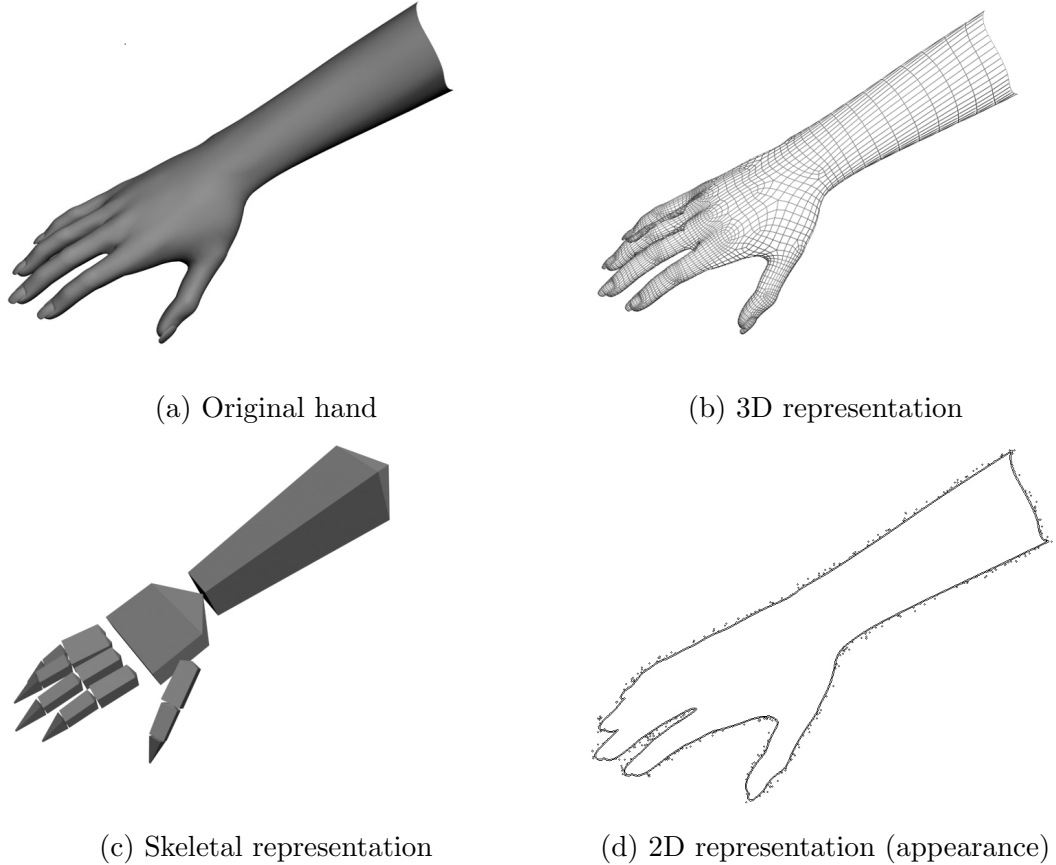 (a) Original hand
(b) 3D representation
(c) Skeletal representation
(d) 2D representation (appearance)